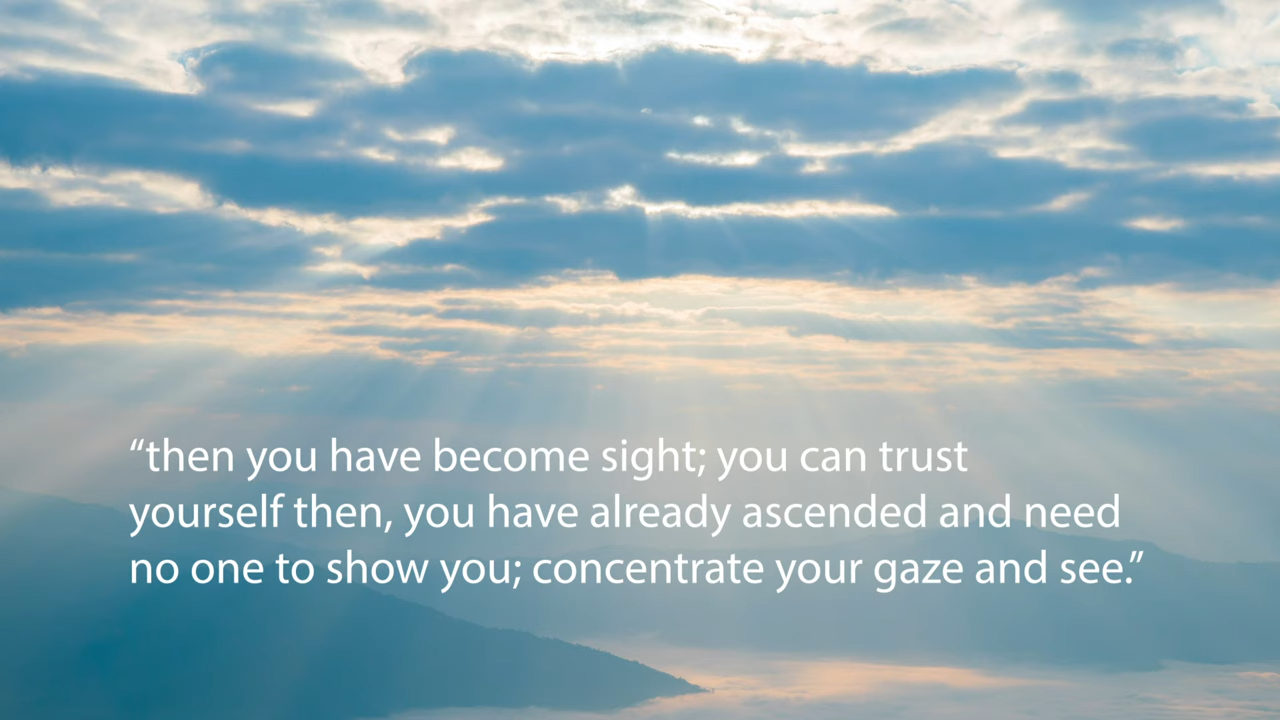 “then you have become sight; you can trust
yourself then, you have already ascended and need
no one to show you; concentrate your gaze and see.”